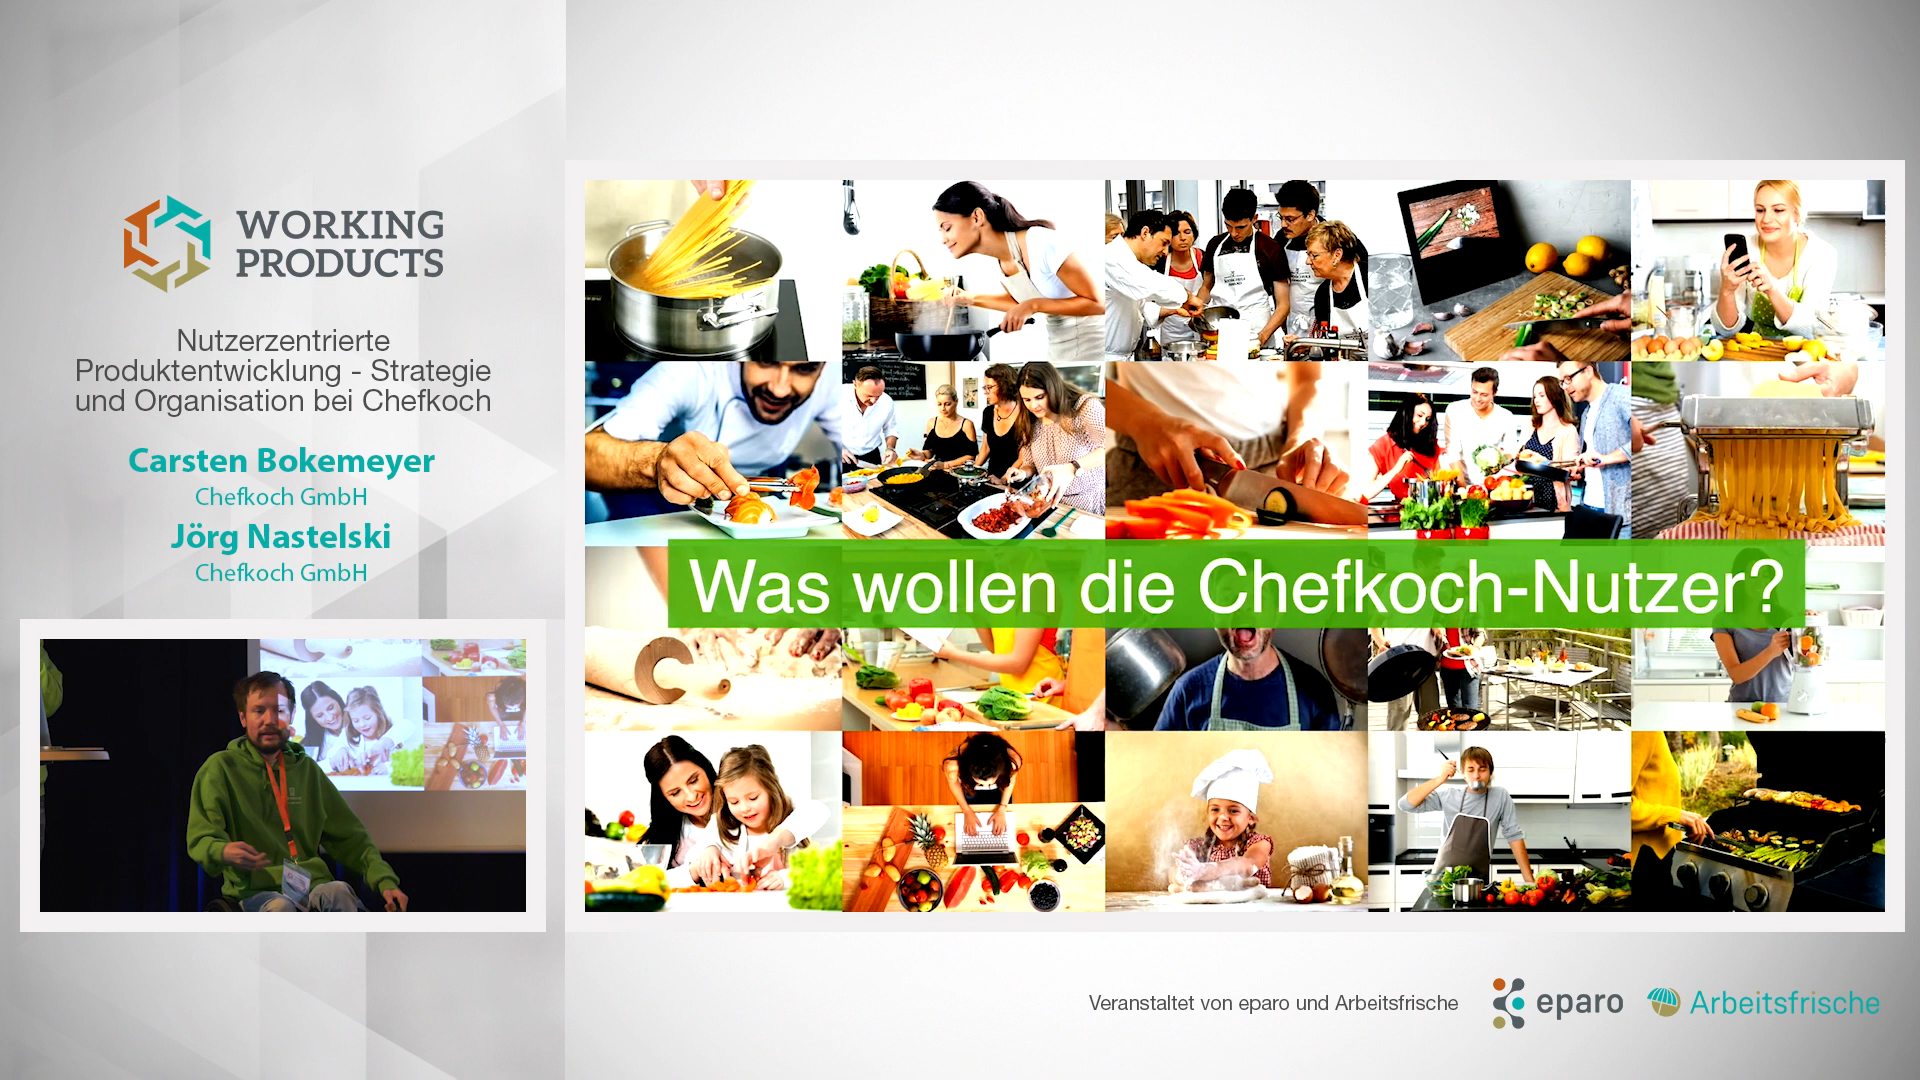 WORKING
PRODUCTS
Nutzerzentrierte
Produktentwicklung - Strategie
und Organisation bei Chefkoch
Carsten Bokemeyer
Chefkoch GmbH
Jörg Nastelski
Chefkoch GmbH
Was wollen die Chefkoch-Nutzer?
Veranstaltet von eparo und Arbeitsfrische
eparo
Arbeitsfrische